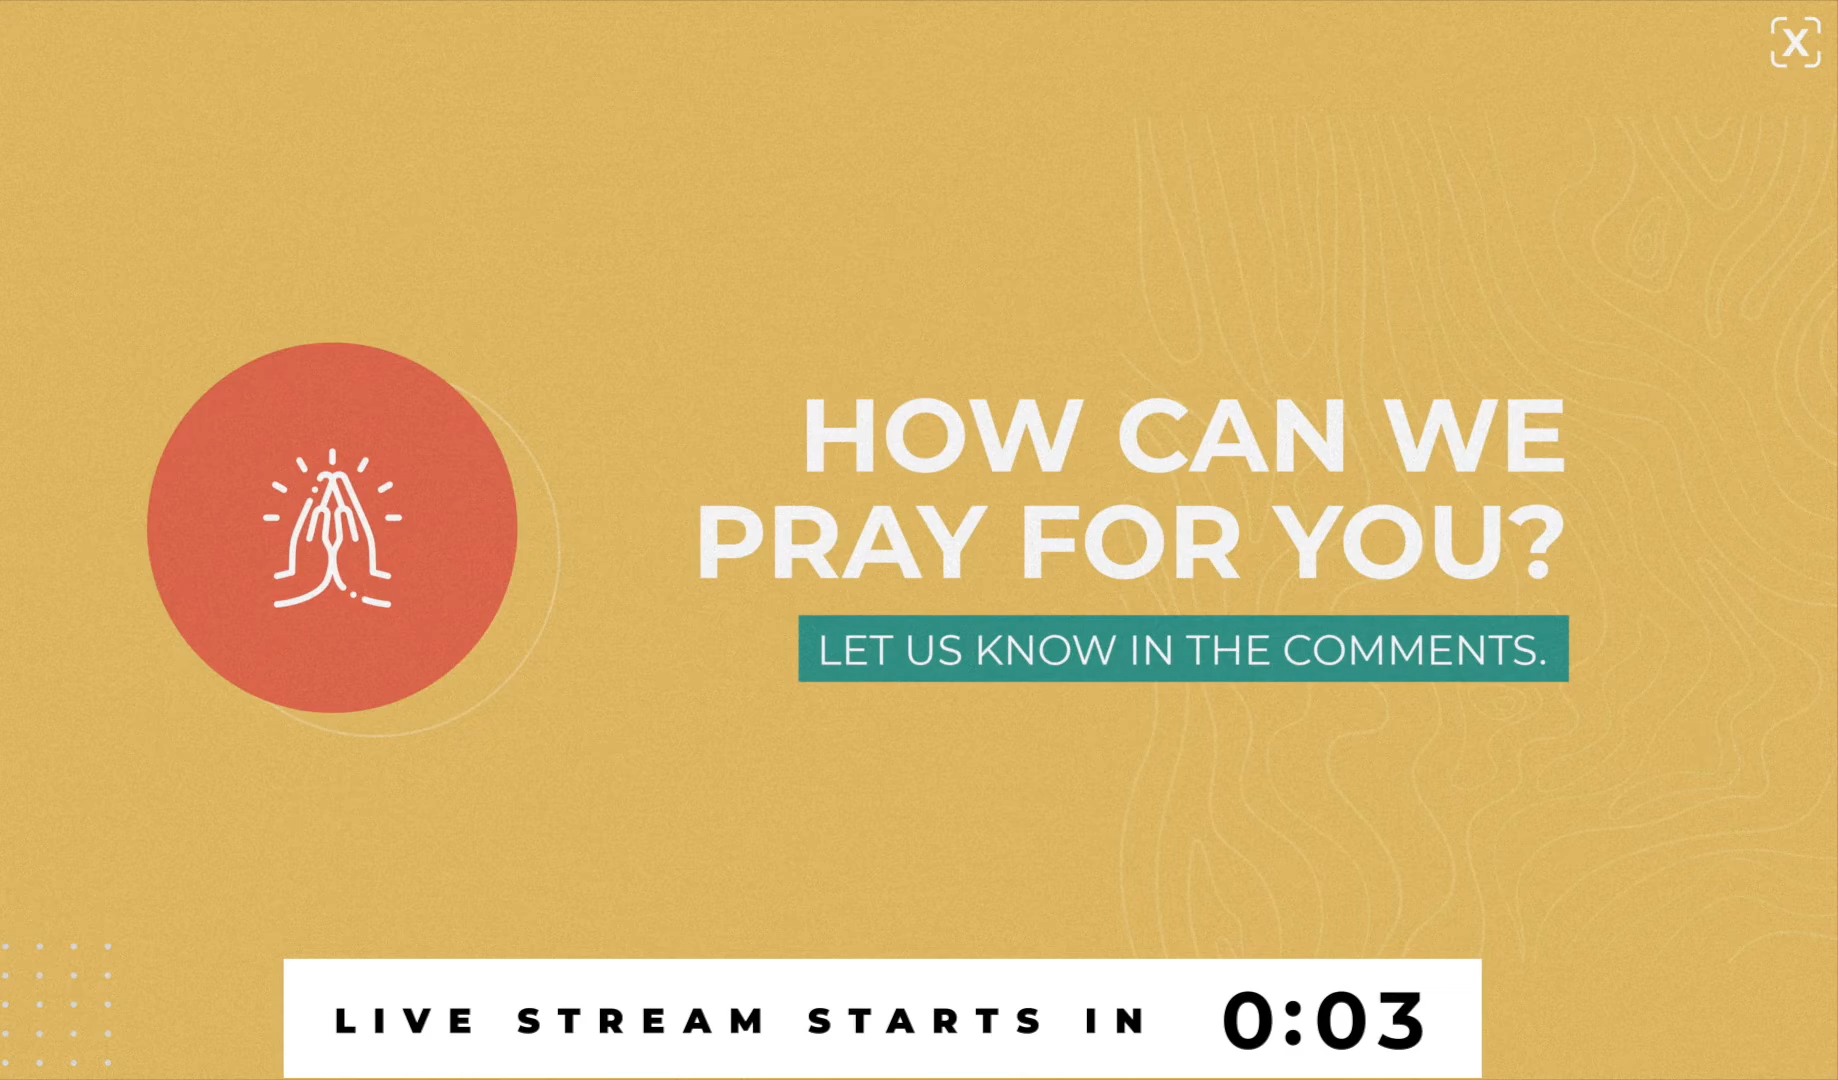 X
HOW CAN WE
PRAY FOR YOU?
LET US KNOW IN THE COMMENTS.
LIVE STREAM STARTS IN 0:03